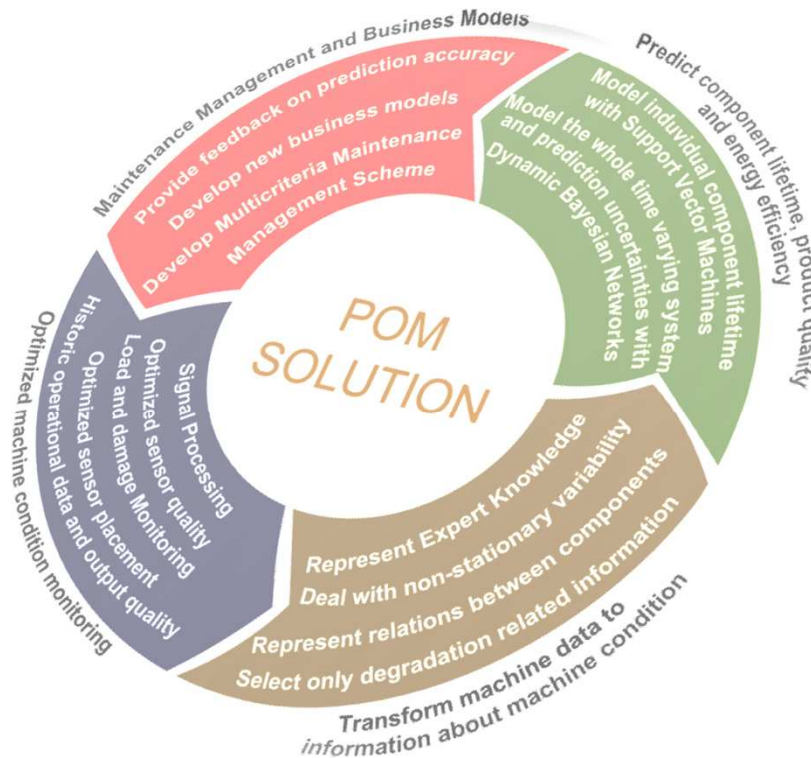 Maintenance Management and Business Models
Provide feedback on prediction accuracy
Develop new business models
Develop Multicriteria Maintenance
Management Scheme
Predict component lifetime, product quality
and energy efficiency
Model induvidual component lifetime
with Support Vector Machines
Model the whole time varying system
and prediction uncertainties with
Dynamic Bayesian Networks
POM
SOLUTION
Signal Processing
Optimized sensor quality
Load and damage Monitoring
Optimized sensor placement
Historic operational data and output quality
Optimized machine condition monitoring
Represent Expert Knowledge
Deal with non-stationary variability
Represent relations between components
Select only degradation related information
Transform machine data to
information about machine condition